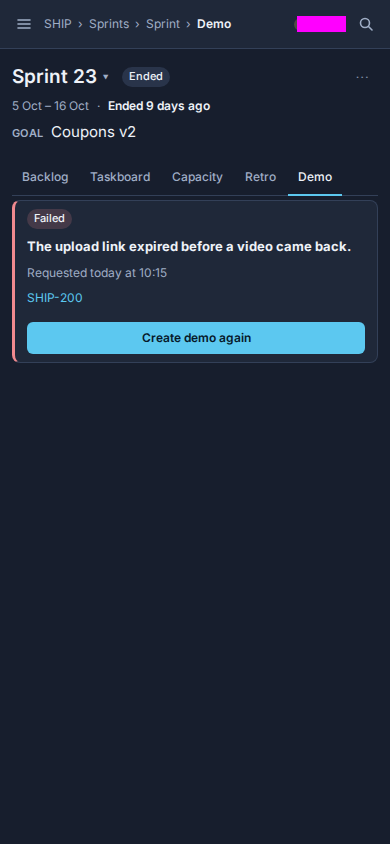 SHIP › Sprints › Sprint › Demo
Sprint 23 ▾ Ended ...
5 Oct – 16 Oct · Ended 9 days ago
GOAL Coupons v2
Backlog Taskboard Capacity Retro Demo
Failed
The upload link expired before a video came back.
Requested today at 10:15
SHIP-200
Create demo again